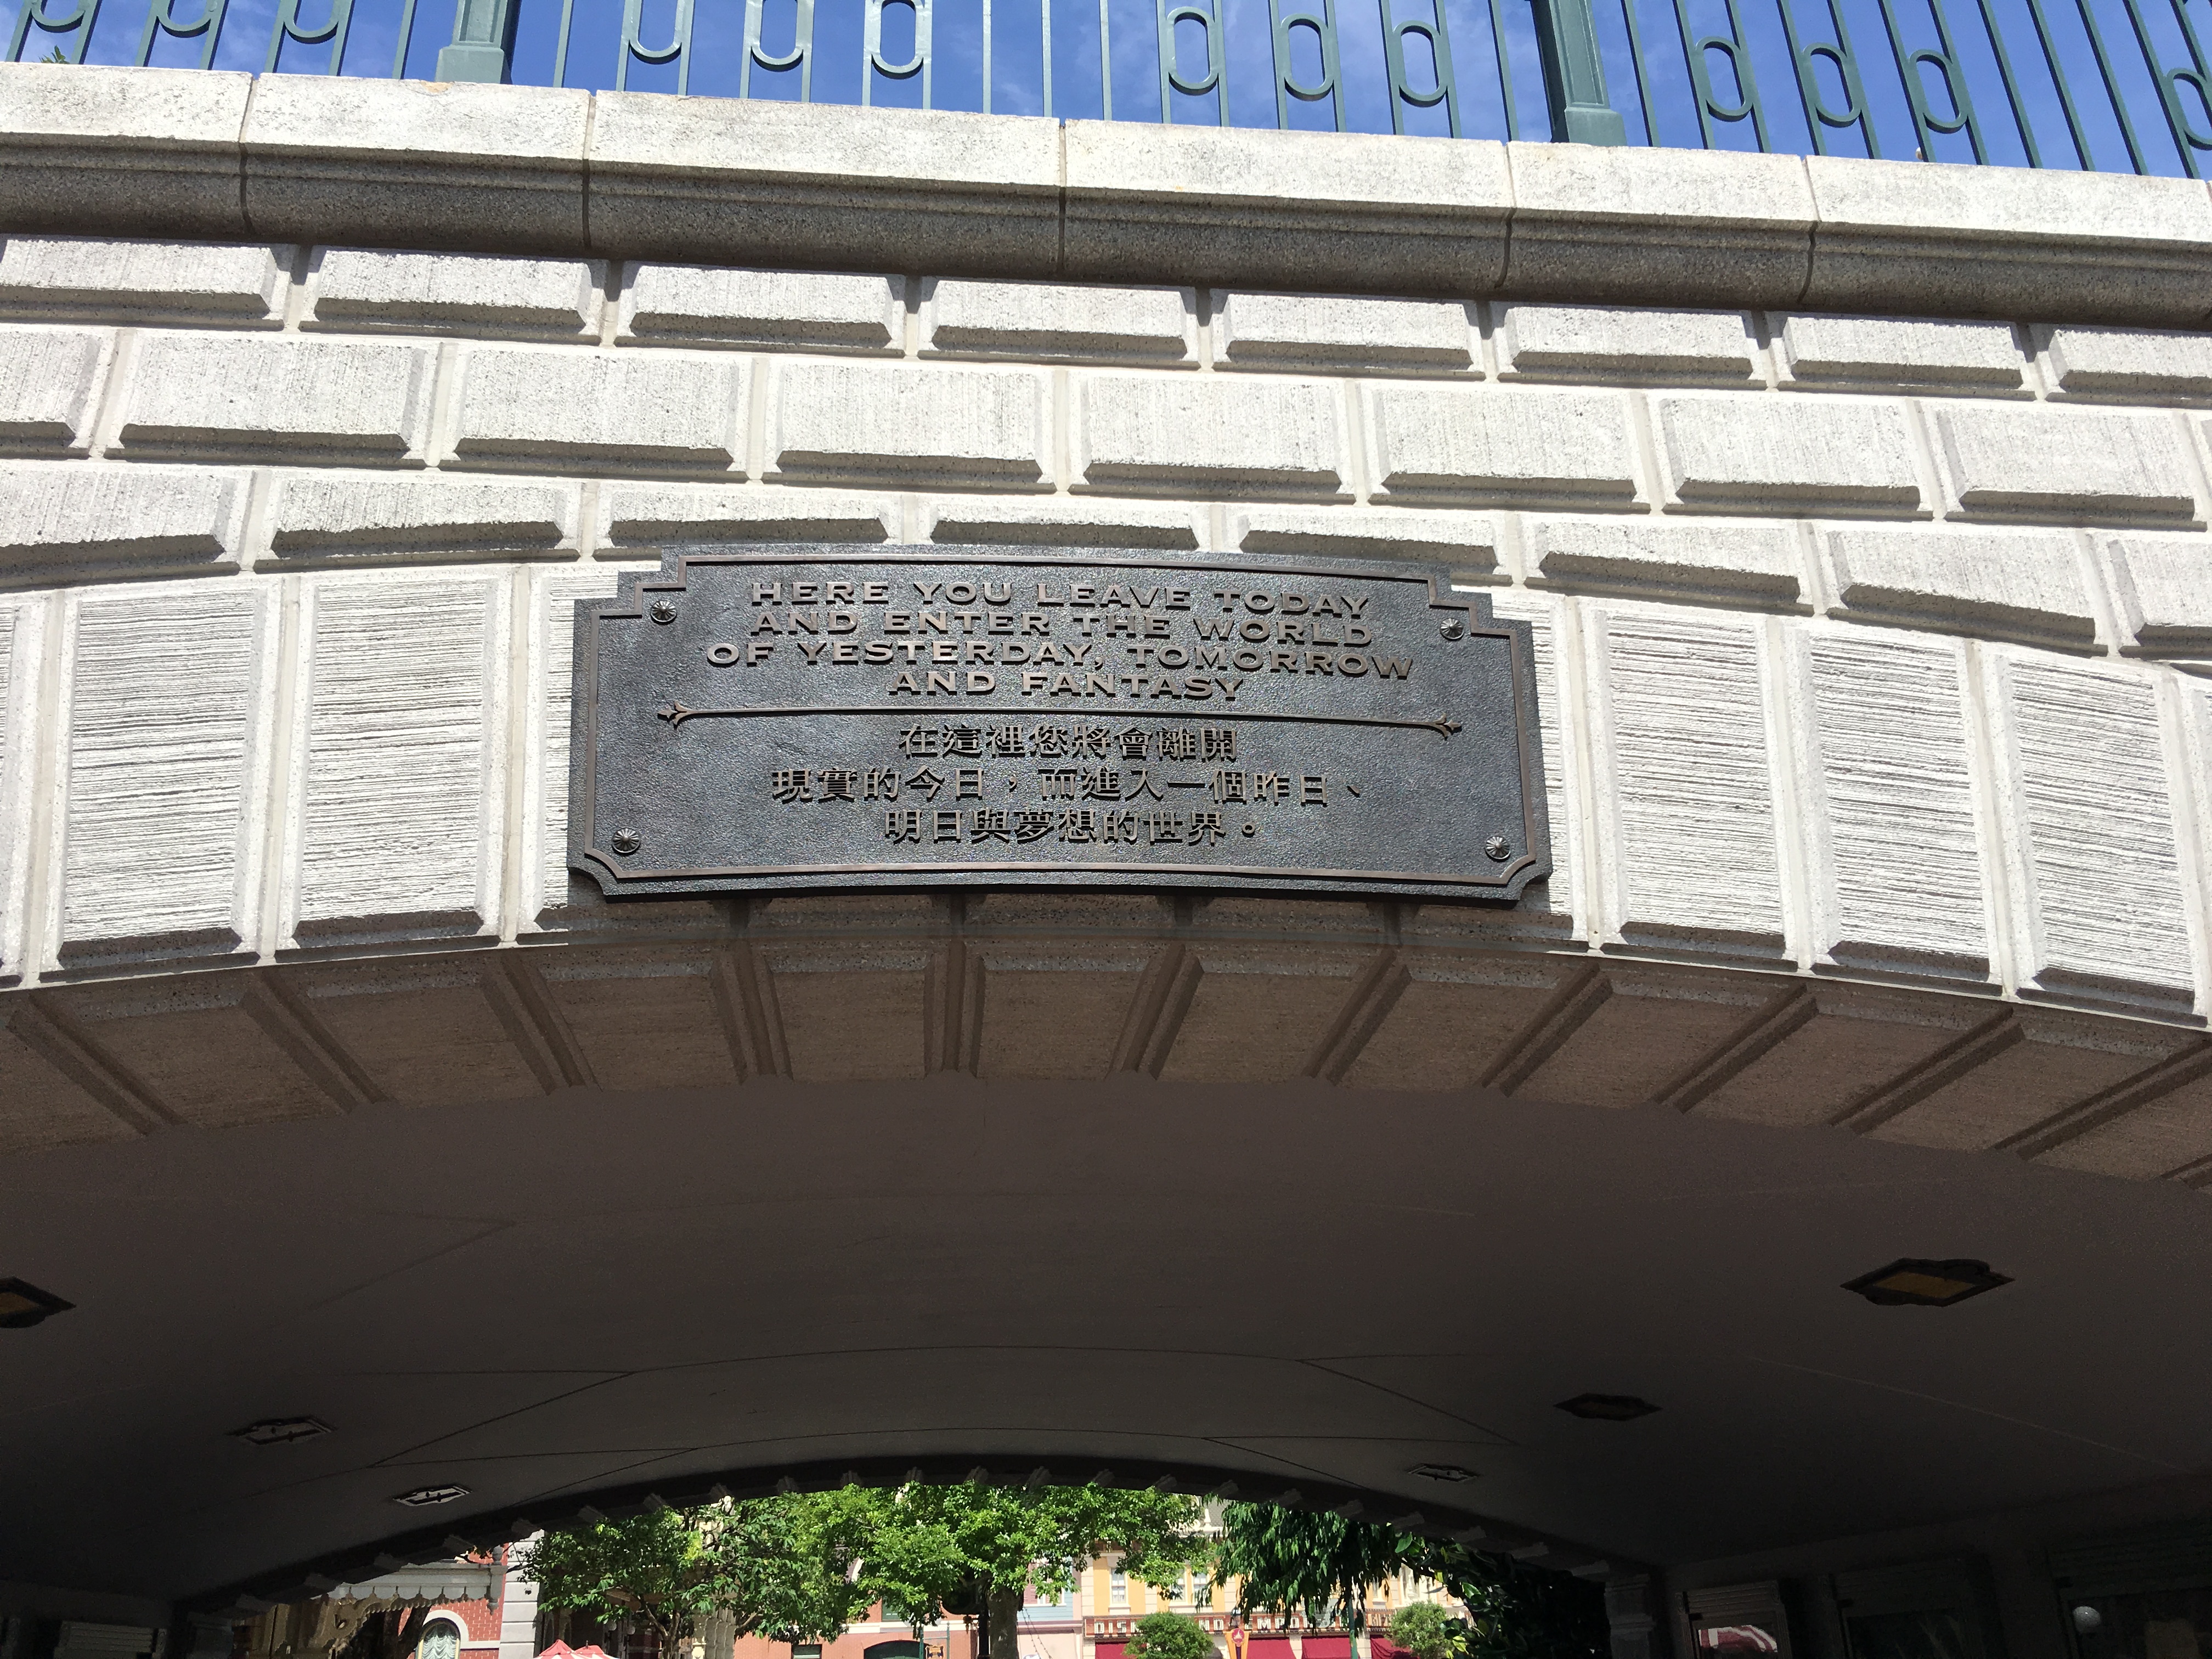 HERE YOU LEAVE TODAY
AND ENTER THE WORLD
OF YESTERDAY, TOMORROW
AND FANTASY
在這裡您將會離開
現實的今日，而進入一個昨日、
明日與夢想的世界。